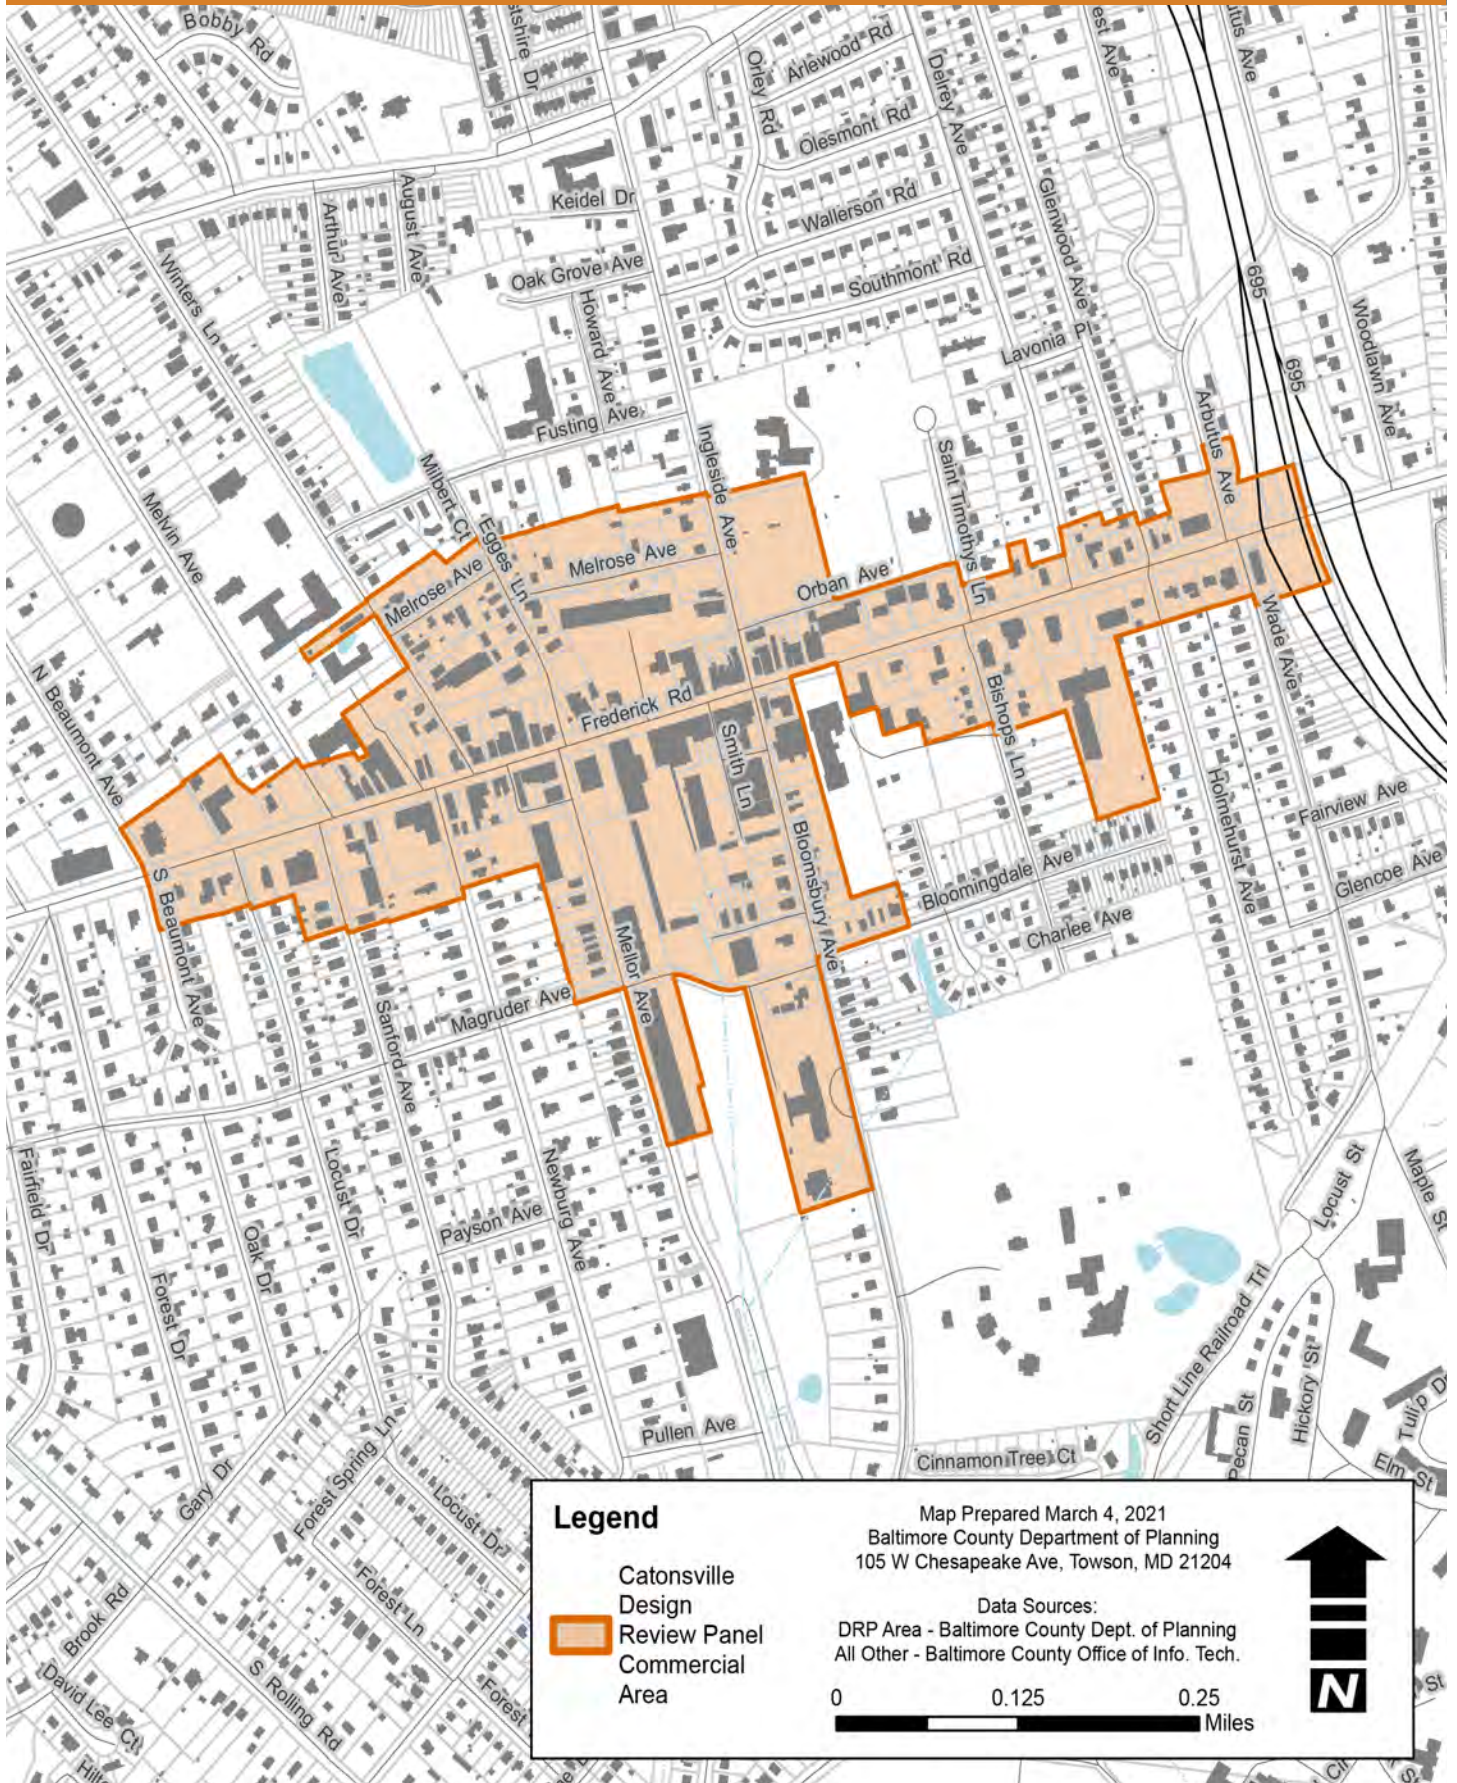 Bobby Rd
stshire Dr
Orley Rd
Arlewood Rd
Delrey Ave
est Ave
utus Ave
Olesmont Rd
Keidel Dr
August Ave
Arthur Ave
Wallerson Rd
Glenwood Ave
Winters Ln
Oak Grove Ave
Southmont Rd
695
Howard Ave
Woodlawn Ave
Lavonia Pl
695
Fusting Ave
Arbutus Ave
Ingleside Ave
Saint Timothys Ln
Milbert Ct
Melvin Ave
Egges Ln
Melrose Ave
Melrose Ave
Orban Ave
Wade Ave
N Beaumont Ave
Frederick Rd
Bishops Ln
Smith Ln
Holmehurst Ave
Fairview Ave
Bloomsbury Ave
Bloomingdale Ave
Glencoe Ave
S Beaumont Ave
Charlee Ave
Mellor Ave
Magruder Ave
Sanford Ave
Fairfield Dr
Locust Dr
Newburg Ave
Locust St
Maple St
Payson Ave
Oak Dr
Forest Dr
Short Line Railroad Trl
Hickory St
Pecan St
Tulip Dr
Pullen Ave
Cinnamon Tree Ct
Elm St
Gary Dr
Forest Spring Ln
Locust Dr
Forest Ln
Brook Rd
S Rolling Rd
David Lee Ct
Forest
St
Legend
Catonsville
Design
Review Panel
Commercial
Area
Map Prepared March 4, 2021
Baltimore County Department of Planning
105 W Chesapeake Ave, Towson, MD 21204
Data Sources:
DRP Area - Baltimore County Dept. of Planning
All Other - Baltimore County Office of Info. Tech.
0 0.125 0.25
Miles
N